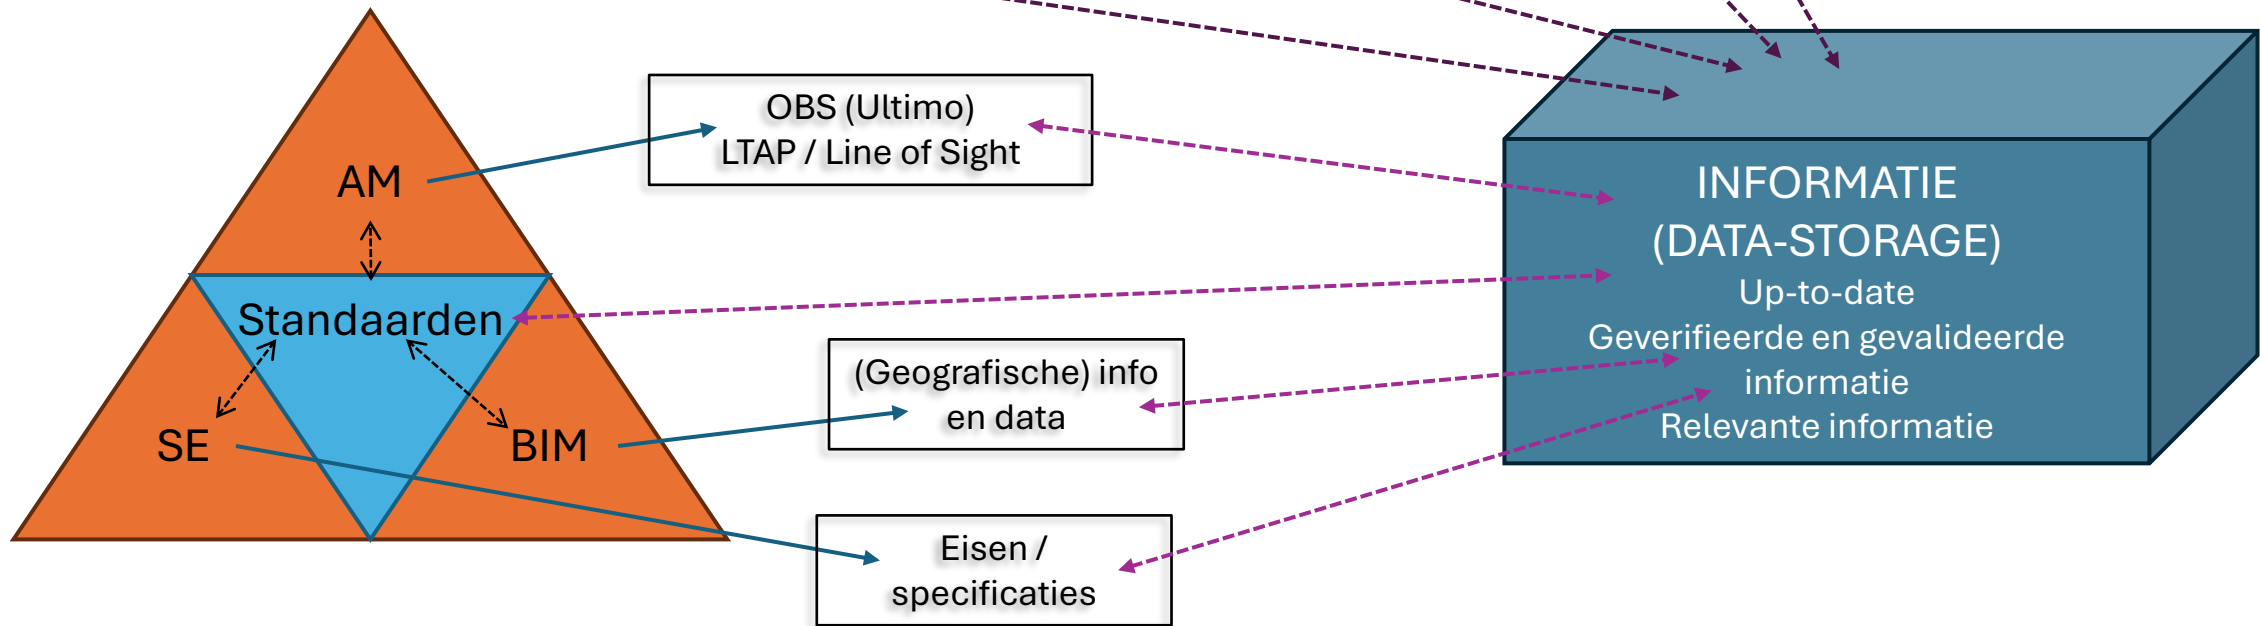 AM
Standaarden
SE
BIM
OBS (Ultimo)
LTAP / Line of Sight
(Geografische) info
en data
Eisen /
specificaties
INFORMATIE
(DATA-STORAGE)
Up-to-date
Geverifieerde en gevalideerde
informatie
Relevante informatie